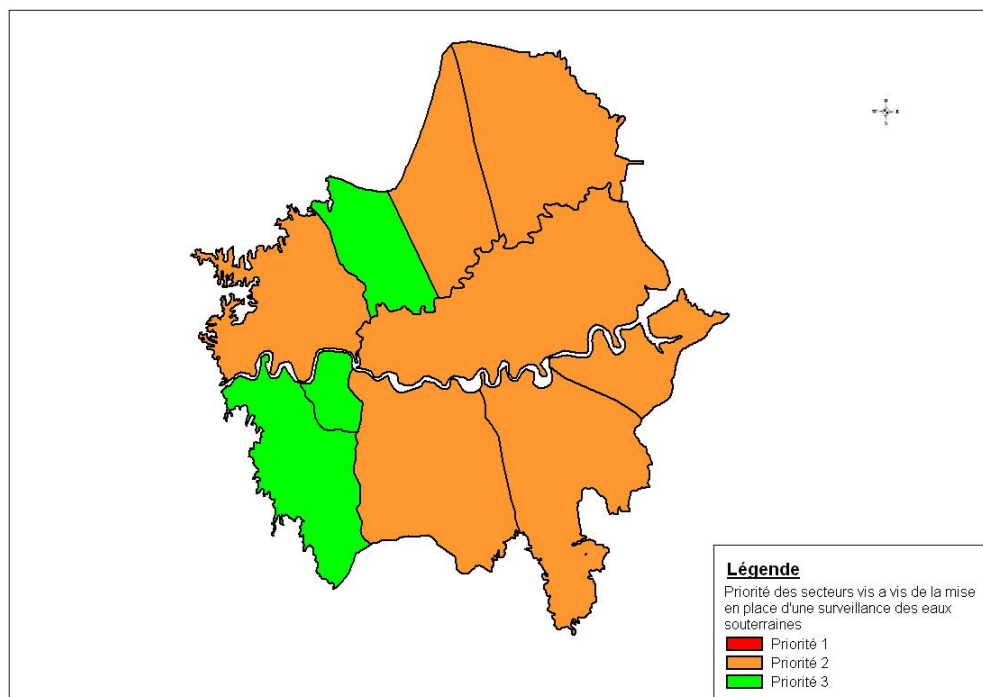 Légende
Priorité des secteurs vis a vis de la mise
en place d'une surveillance des eaux
souterraines
Priorité 1
Priorité 2
Priorité 3